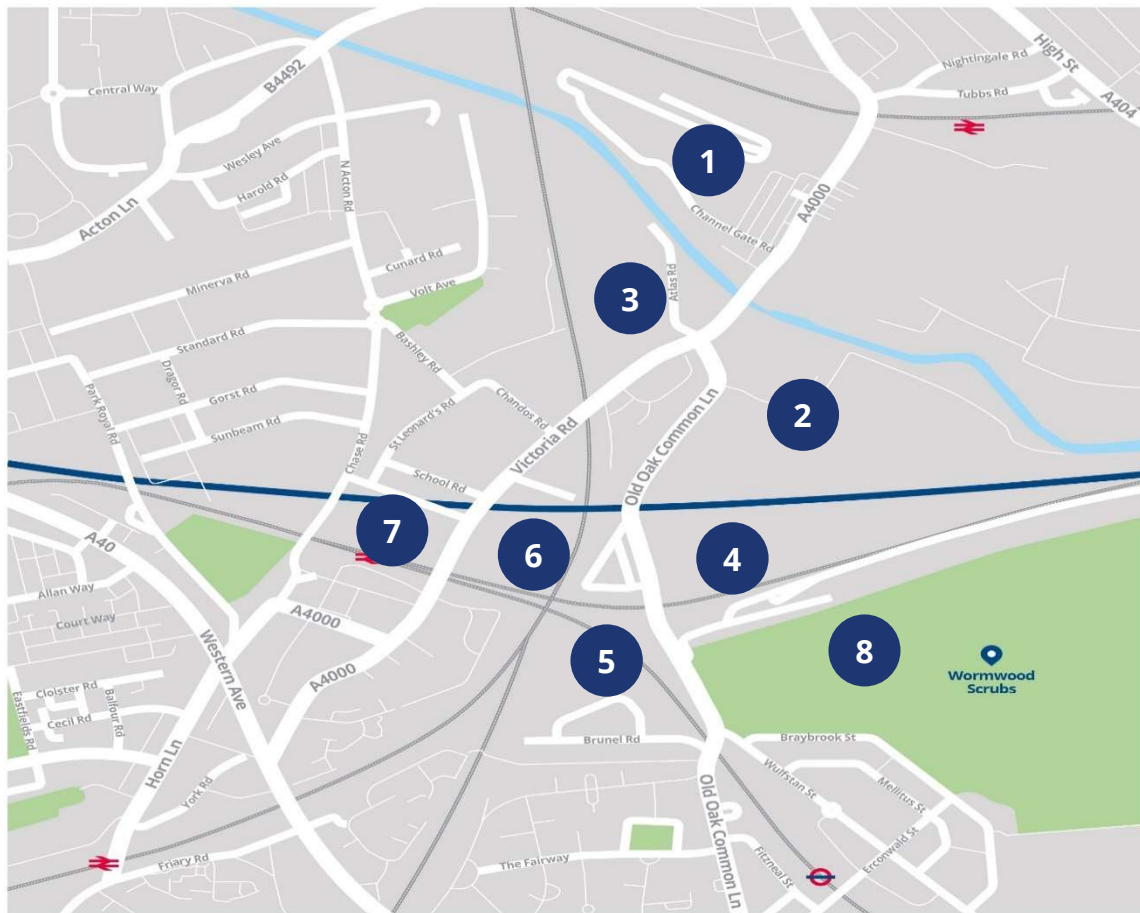 Nightingale Rd
High St
Central Way
B4492
Tubbs Rd
A404
Wesley Ave
1
Harold Rd
N Acton Rd
A4000
Acton Ln
Channel Gate Rd
Cunard Rd
Minerva Rd
Volt Ave
3
Atlas Rd
Standard Rd
Bashley Rd
Dragor Rd
Park Royal Rd
Gorst Rd
Chandos Rd
2
St Leonard's Rd
Sunbeam Rd
Victoria Rd
Old Oak Common Ln
Chase Rd
School Rd
7
A40
6
4
Allan Way
A4000
Court Way
Western Ave
5
8
Wormwood
Scrubs
A4000
Cloister Rd
Eastfields Rd
Balfour Rd
Cecil Rd
Brunel Rd
Braybrook St
Horn Ln
York Rd
Wulfstan St
Mellitus St
Old Oak Common Ln
Erconwald St
Friary Rd
The Fairway
Fitzneal St